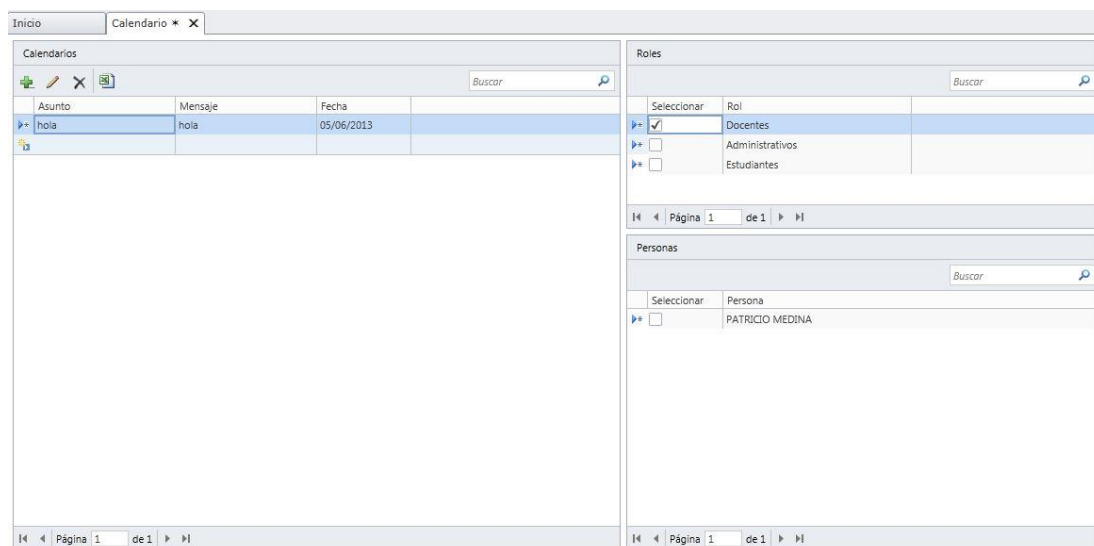 Inicio
Calendario *
Calendarios
Buscar
Asunto Mensaje Fecha
hola hola 05/06/2013
Página 1 de 1
Roles
Buscar
Seleccionar Rol
Docentes
Administrativos
Estudiantes
Página 1 de 1
Personas
Buscar
Seleccionar Persona
PATRICIO MEDINA
Página 1 de 1